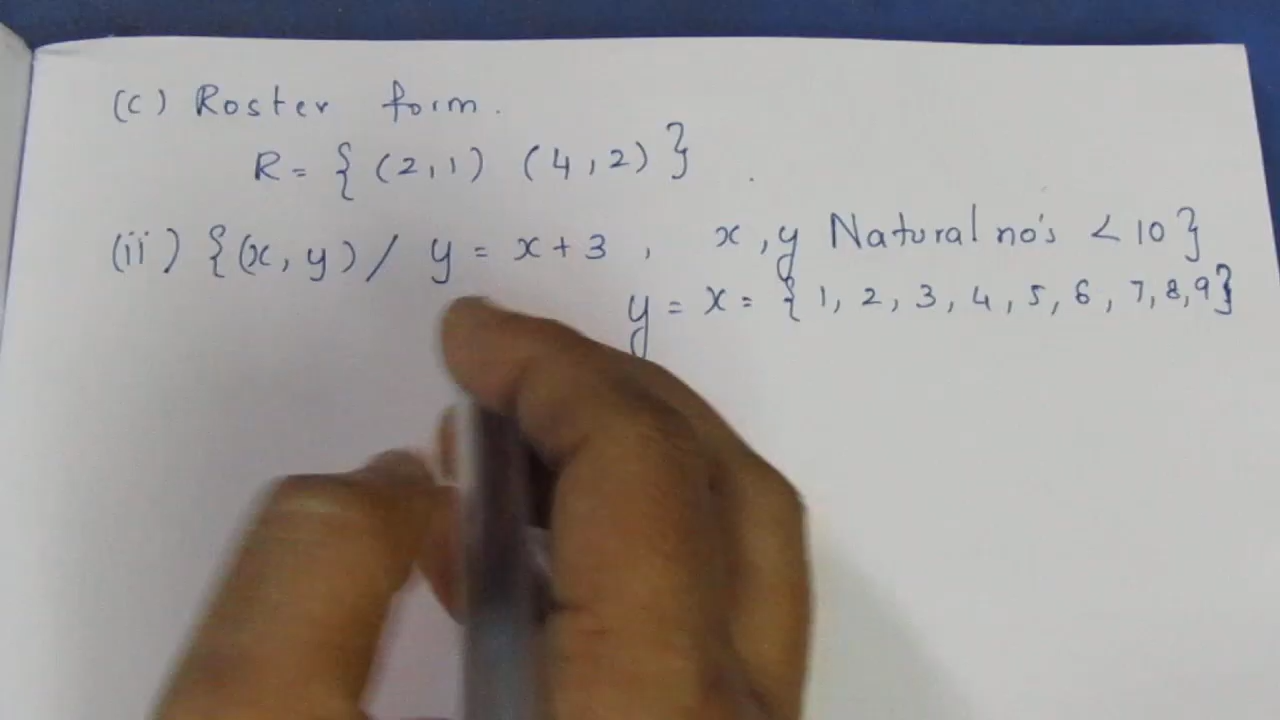 (c) Roster form.
R = { (2,1) (4,2) }
(ii) {(x, y) / y = x + 3 , x, y Natural no's < 10 }
y = x = { 1, 2, 3, 4, 5, 6, 7, 8, 9 }